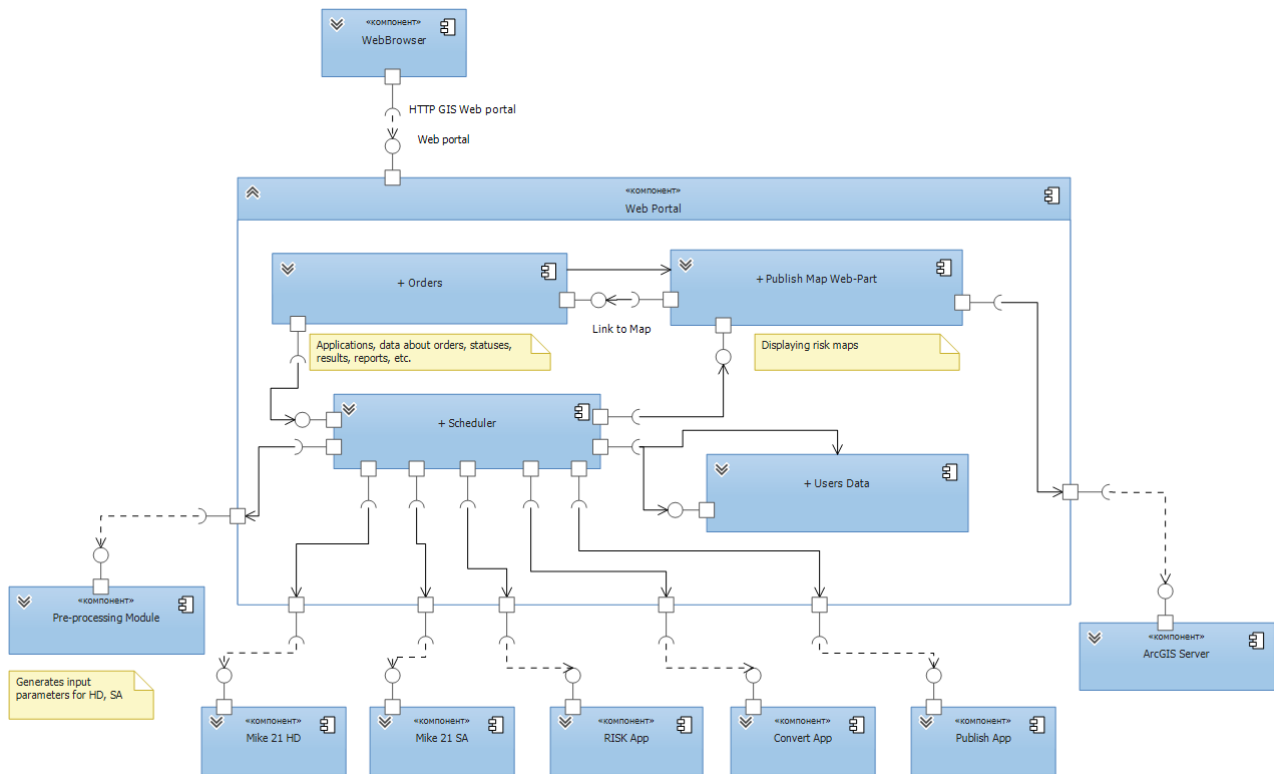 «компонент»
WebBrowser
HTTP GIS Web portal
Web portal
«компонент»
Web Portal
+ Orders
+ Publish Map Web-Part
Link to Map
Applications, data about orders, statuses,
results, reports, etc.
Displaying risk maps
+ Scheduler
+ Users Data
«компонент»
Pre-processing Module
Generates input
parameters for HD, SA
«компонент»
ArcGIS Server
«компонент»
Mike 21 HD
«компонент»
Mike 21 SA
«компонент»
RISK App
«компонент»
Convert App
«компонент»
Publish App